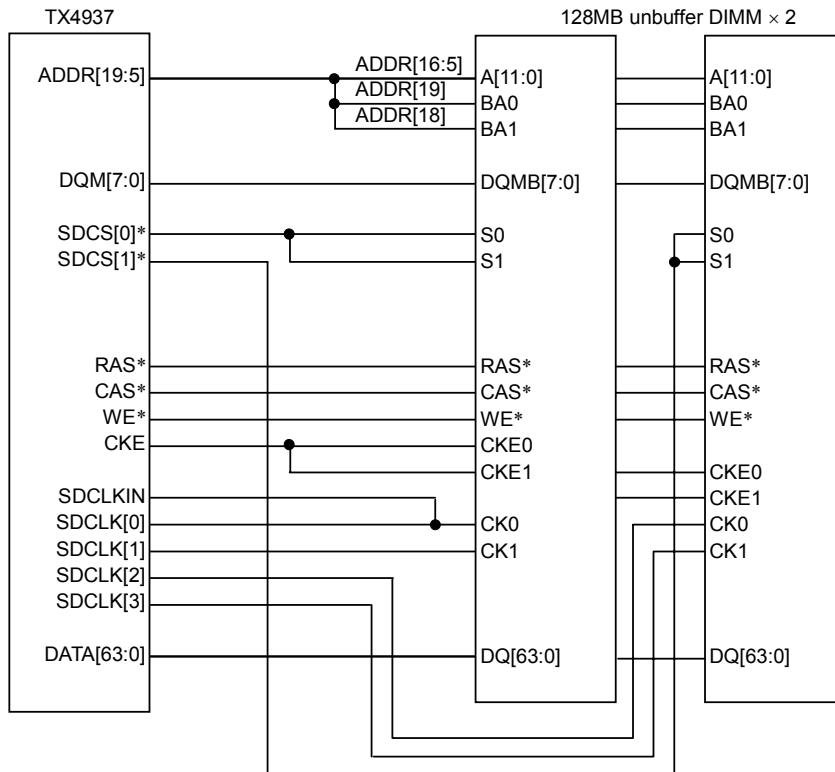 TX4937
128MB unbuffer DIMM × 2
ADDR[19:5]
ADDR[16:5]
ADDR[19]
ADDR[18]
A[11:0]
BA0
BA1
A[11:0]
BA0
BA1
DQM[7:0]
DQMB[7:0]
DQMB[7:0]
SDCS[0]*
SDCS[1]*
S0
S1
S0
S1
RAS*
CAS*
WE*
CKE
RAS*
CAS*
WE*
CKE0
CKE1
RAS*
CAS*
WE*
CKE0
CKE1
SDCLKIN
SDCLK[0]
SDCLK[1]
SDCLK[2]
SDCLK[3]
CK0
CK1
CK0
CK1
DATA[63:0]
DQ[63:0]
DQ[63:0]